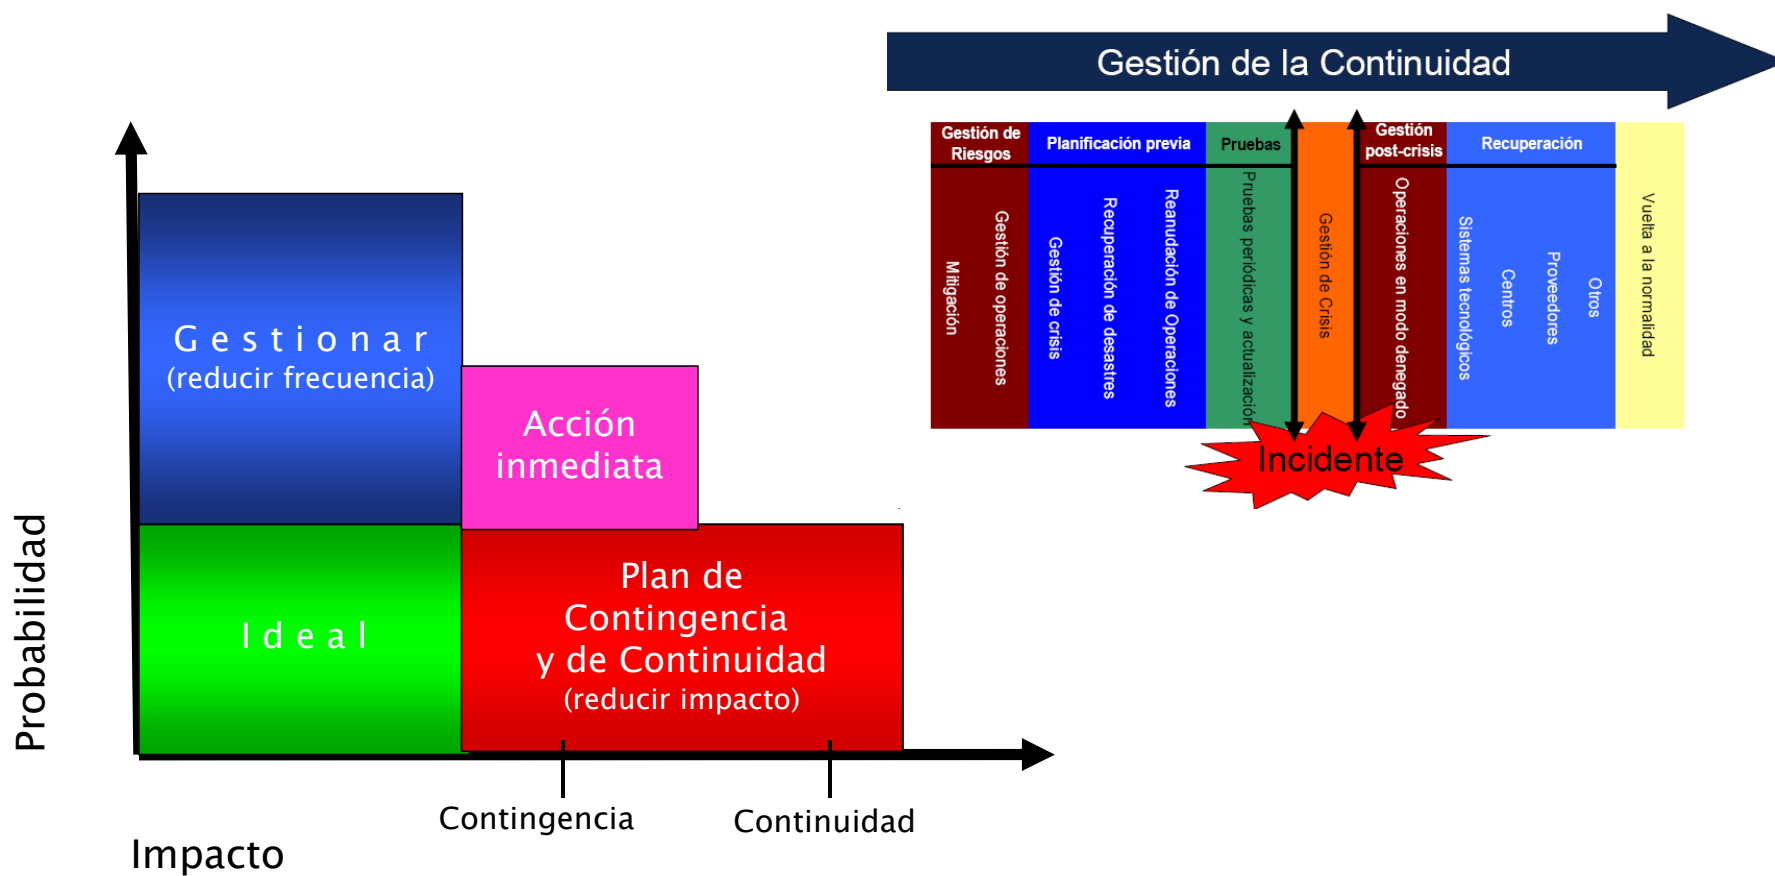 Gestión de la Continuidad
Gestión de
Riesgos
Planificación previa
Pruebas
Gestión
post-crisis
Recuperación
Mitigación
Gestión de operaciones
Gestión de crisis
Recuperación de desastres
Reanudación de Operaciones
Pruebas periódicas y actualización
Gestión de Crisis
Operaciones en modo denegado
Sistemas tecnológicos
Centros
Proveedores
Otros
Vuelta a la normalidad
Incidente
Probabilidad
Gestionar
(reducir frecuencia)
Acción
inmediata
Ideal
Plan de
Contingencia
y de Continuidad
(reducir impacto)
Contingencia
Continuidad
Impacto